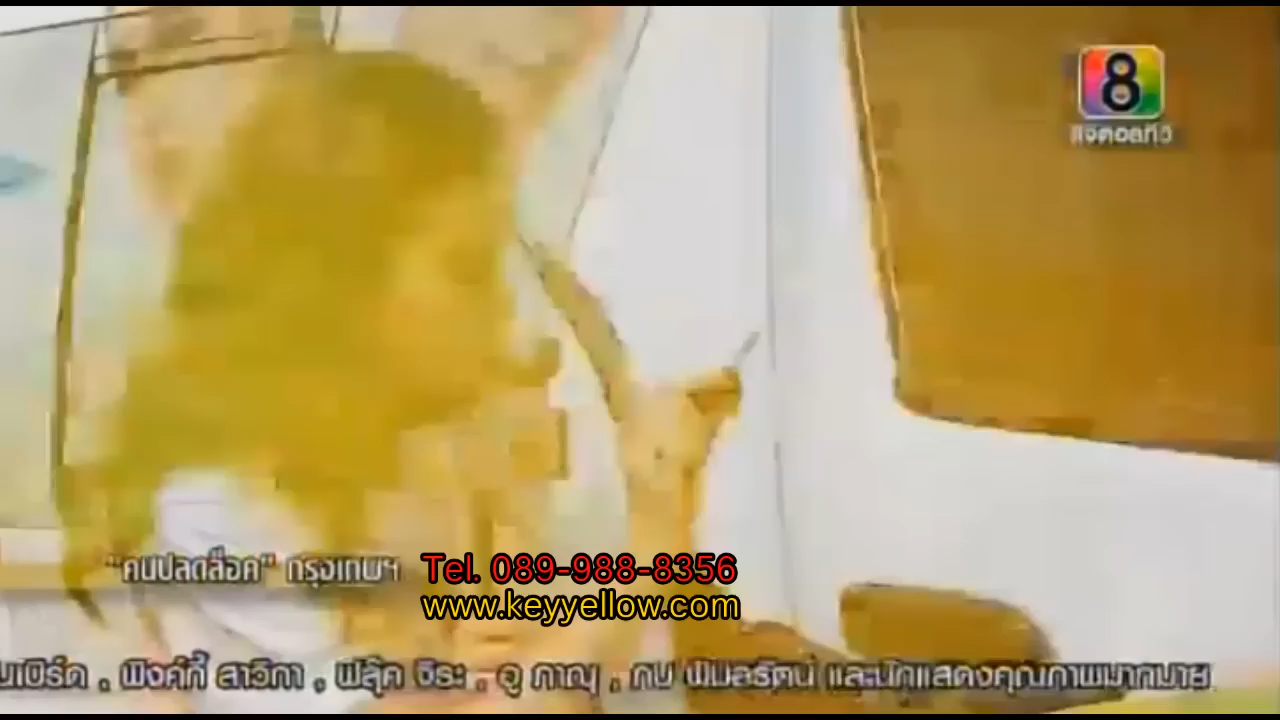 8
ดิจิตอลทีวี
"คนปลดล็อค" กรุงเทพฯ
Tel. 089-988-8356
www.keyyellow.com
นเบิร์ด , พิงค์กี้ สาวิกา , ฟลุ๊ค จิระ , อู ภาณุ , กบ พิมลรัตน์ และนักแสดงคุณภาพมากมาย